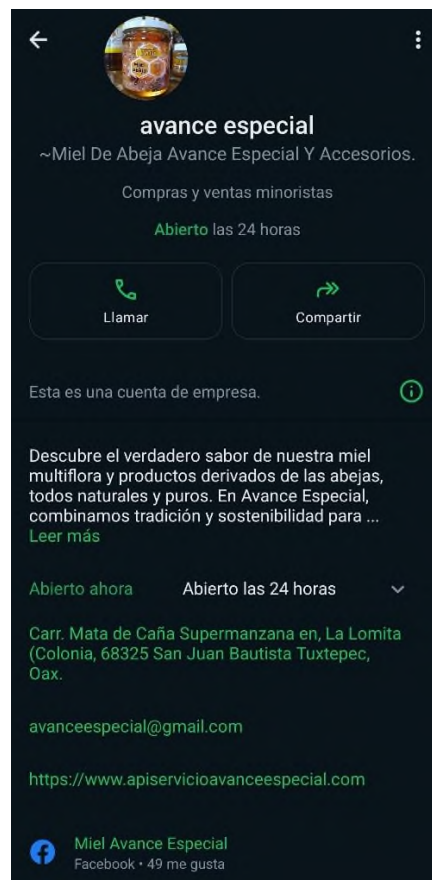 avance especial
~Miel De Abeja Avance Especial Y Accesorios.
Compras y ventas minoristas
Abierto las 24 horas
Llamar
Compartir
Esta es una cuenta de empresa.
Descubre el verdadero sabor de nuestra miel
multiflora y productos derivados de las abejas,
todos naturales y puros. En Avance Especial,
combinamos tradición y sostenibilidad para ...
Leer más
Abierto ahora Abierto las 24 horas
Carr. Mata de Caña Supermanzana en, La Lomita
(Colonia, 68325 San Juan Bautista Tuxtepec,
Oax.
avanceespecial@gmail.com
https://www.apiservicioavanceespecial.com
Miel Avance Especial
Facebook • 49 me gusta